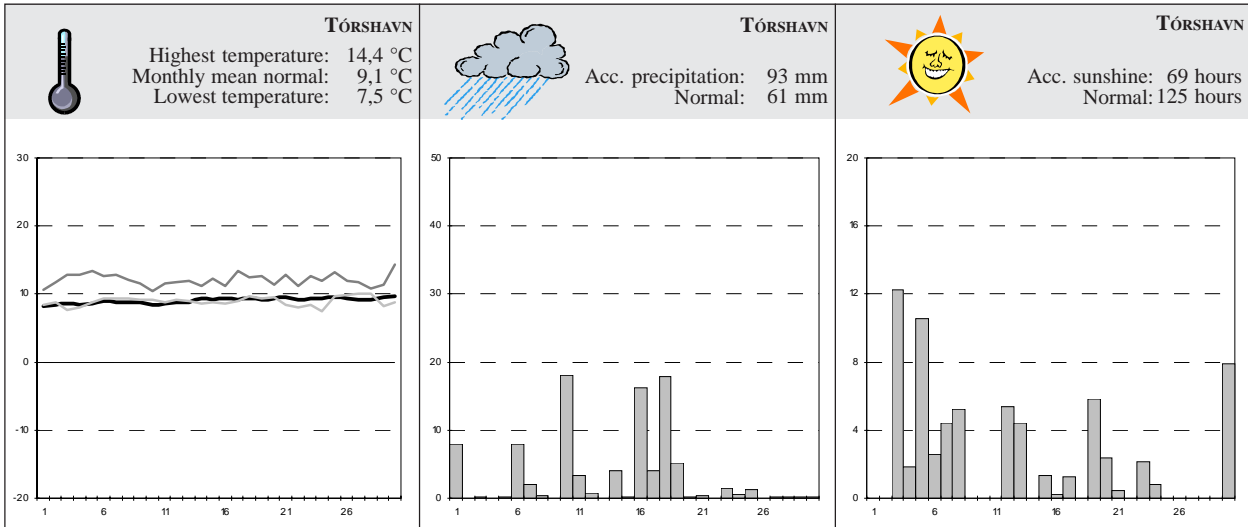 TÓRSHAVN
Highest temperature: 14,4 °C
Monthly mean normal: 9,1 °C
Lowest temperature: 7,5 °C
30
20
10
0
-10
-20
1 6 11 16 21 26
TÓRSHAVN
Acc. precipitation: 93 mm
Normal: 61 mm
50
40
30
20
10
0
1 6 11 16 21 26
TÓRSHAVN
Acc. sunshine: 69 hours
Normal: 125 hours
20
16
12
8
4
0
1 6 11 16 21 26